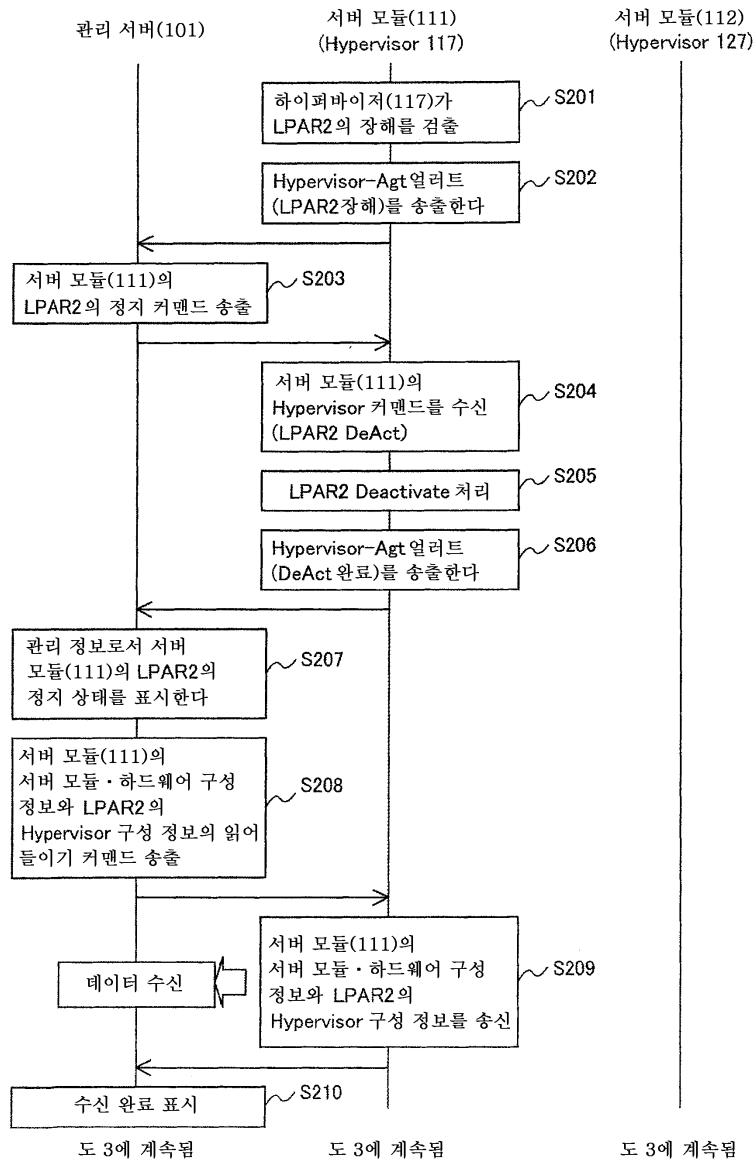 관리 서버(101)
서버 모듈(111)
(Hypervisor 117)
서버 모듈(112)
(Hypervisor 127)
하이퍼바이저(117)가
LPAR2의 장해를 검출
S201
Hypervisor-Agt 얼러트
(LPAR2장해)를 송출한다
S202
서버 모듈(111)의
LPAR2의 정지 커맨드 송출
S203
서버 모듈(111)의
Hypervisor 커맨드를 수신
(LPAR2 DeAct)
S204
LPAR2 Deactivate 처리
S205
Hypervisor-Agt 얼러트
(DeAct 완료)를 송출한다
S206
관리 정보로서 서버
모듈(111)의 LPAR2의
정지 상태를 표시한다
S207
서버 모듈(111)의
서버 모듈·하드웨어 구성
정보와 LPAR2의
Hypervisor 구성 정보의 읽어
들이기 커맨드 송출
S208
서버 모듈(111)의
서버 모듈·하드웨어 구성
정보와 LPAR2의
Hypervisor 구성 정보를 송신
S209
데이터 수신
수신 완료 표시
S210
도 3에 계속됨
도 3에 계속됨
도 3에 계속됨